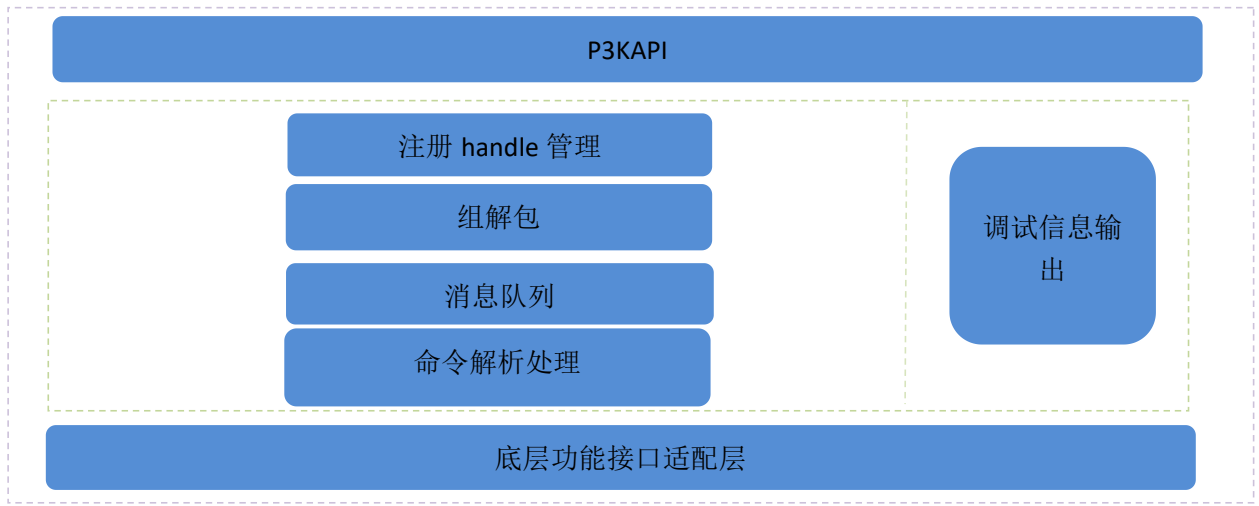 P3KAPI
注册 handle 管理
组解包
消息队列
命令解析处理
调试信息输
出
底层功能接口适配层